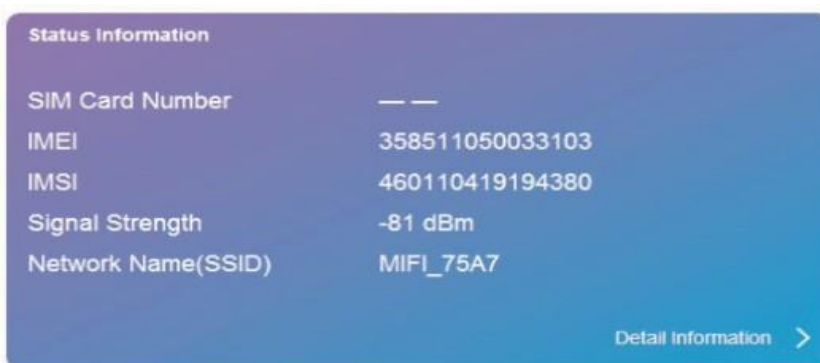 Status Information
SIM Card Number — —
IMEI 358511050033103
IMSI 460110419194380
Signal Strength -81 dBm
Network Name(SSID) MIFI_75A7
Detail Information >